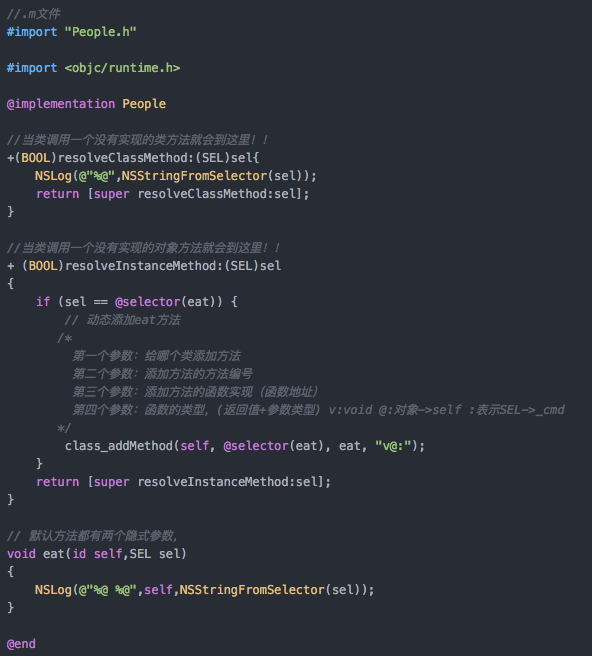 //.m文件
#import "People.h"
#import <objc/runtime.h>
@implementation People
//当类调用一个没有实现的类方法就会到这里！！
+(BOOL)resolveClassMethod:(SEL)sel{
NSLog(@"%@",NSStringFromSelector(sel));
return [super resolveClassMethod:sel];
}
//当类调用一个没有实现的对象方法就会到这里！！
+ (BOOL)resolveInstanceMethod:(SEL)sel
{
if (sel == @selector(eat)) {
// 动态添加eat方法
/*
第一个参数：给哪个类添加方法
第二个参数：添加方法的方法编号
第三个参数：添加方法的函数实现（函数地址）
第四个参数：函数的类型，(返回值+参数类型) v:void @:对象->self :表示SEL->_cmd
*/
class_addMethod(self, @selector(eat), eat, "v@:");
}
return [super resolveInstanceMethod:sel];
}
// 默认方法都有两个隐式参数，
void eat(id self,SEL sel)
{
NSLog(@"%@ %@",self,NSStringFromSelector(sel));
}
@end